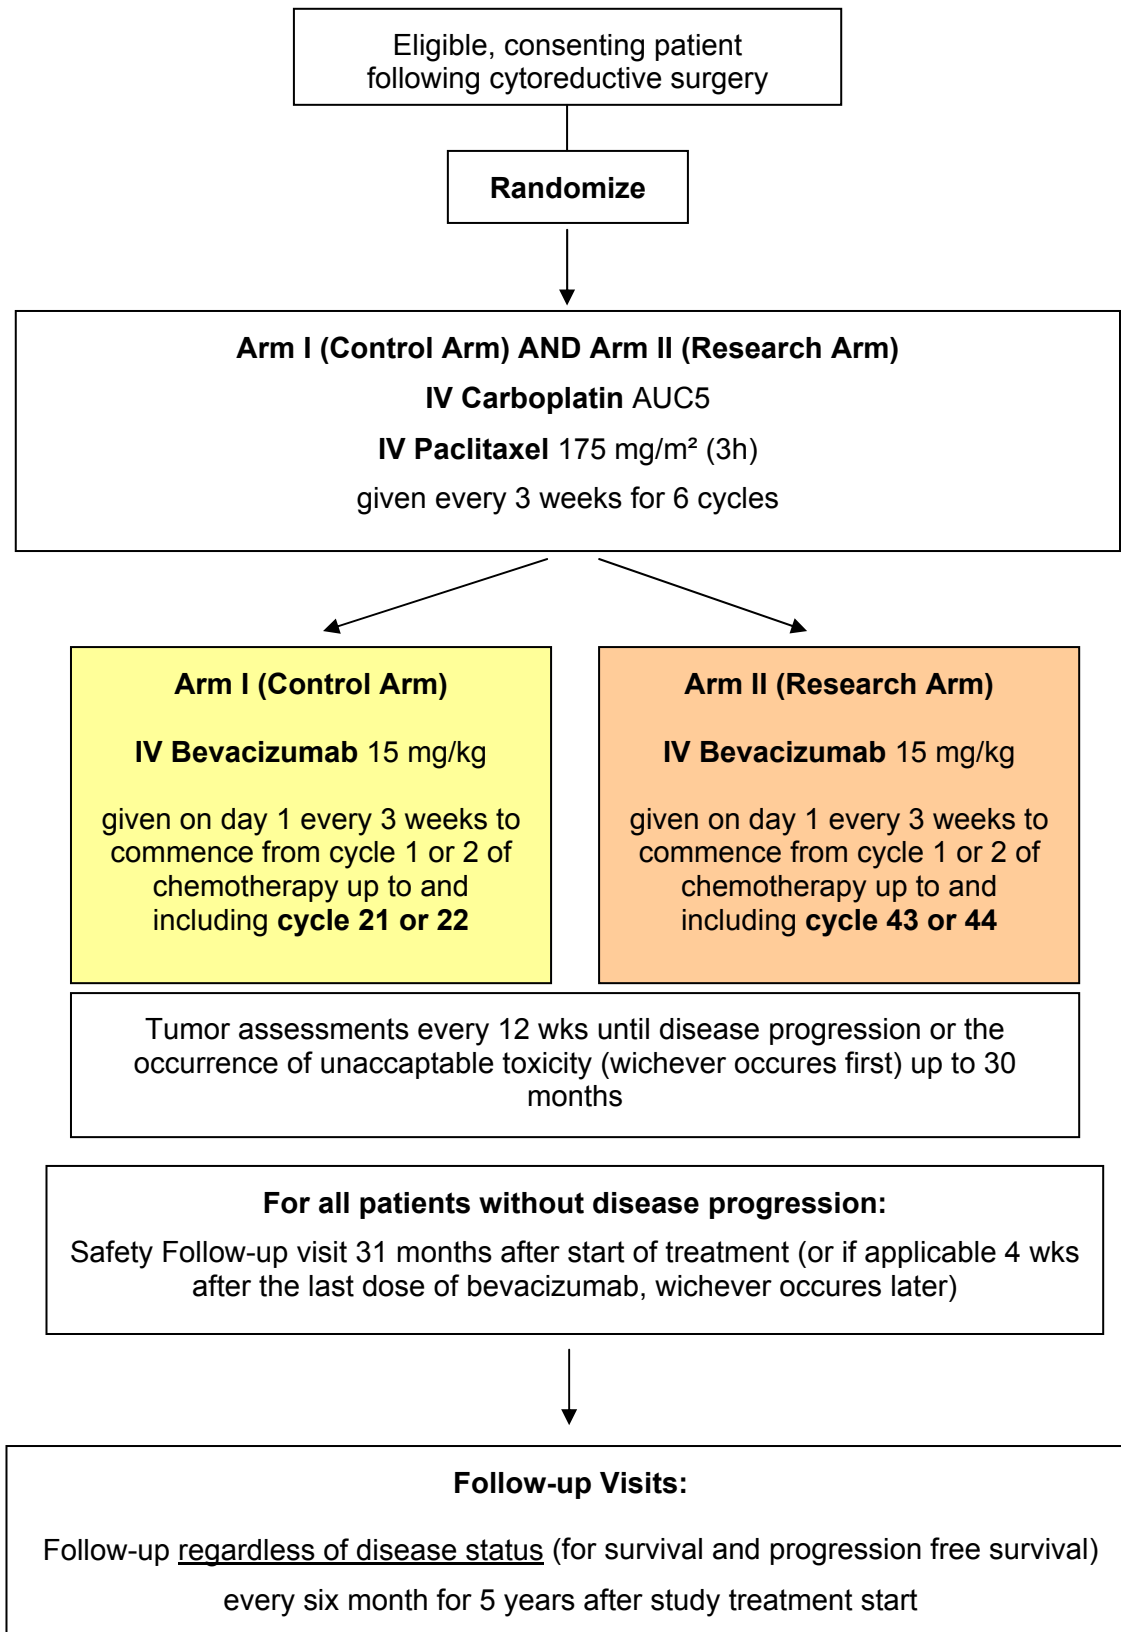 Eligible, consenting patient
following cytoreductive surgery
Randomize
Arm I (Control Arm) AND Arm II (Research Arm)
IV Carboplatin AUC5
IV Paclitaxel 175 mg/m² (3h)
given every 3 weeks for 6 cycles
Arm I (Control Arm)
IV Bevacizumab 15 mg/kg
given on day 1 every 3 weeks to
commence from cycle 1 or 2 of
chemotherapy up to and
including cycle 21 or 22
Arm II (Research Arm)
IV Bevacizumab 15 mg/kg
given on day 1 every 3 weeks to
commence from cycle 1 or 2 of
chemotherapy up to and
including cycle 43 or 44
Tumor assessments every 12 wks until disease progression or the
occurrence of unaccaptable toxicity (wichever occures first) up to 30
months
For all patients without disease progression:
Safety Follow-up visit 31 months after start of treatment (or if applicable 4 wks
after the last dose of bevacizumab, wichever occures later)
Follow-up Visits:
Follow-up regardless of disease status (for survival and progression free survival)
every six month for 5 years after study treatment start